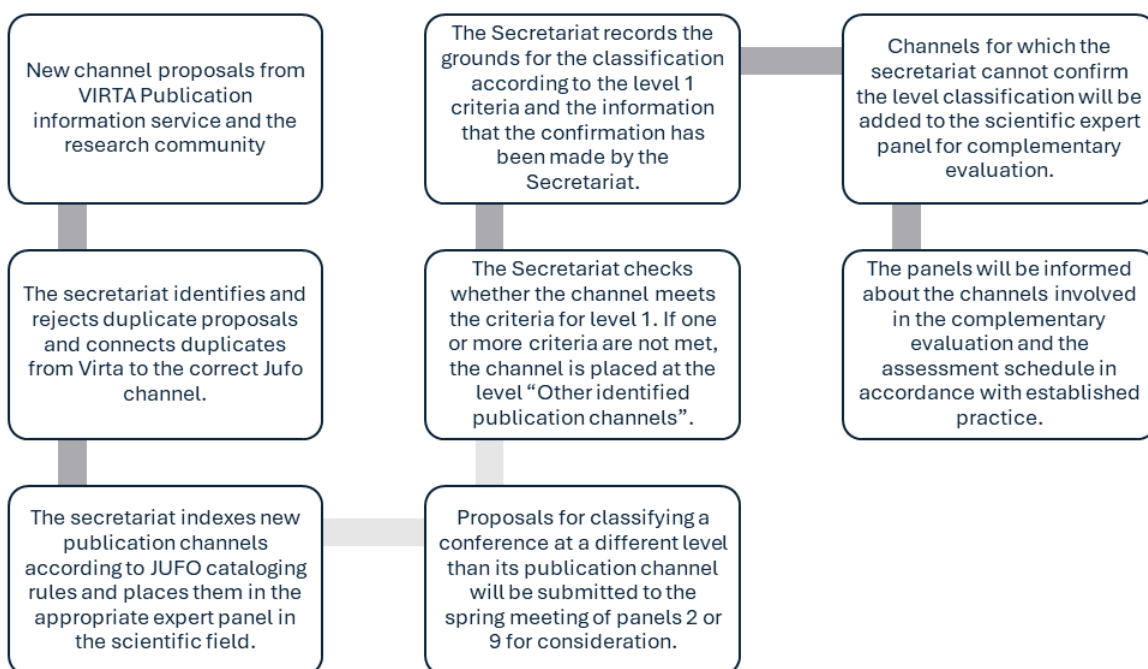 New channel proposals from
VIRTA Publication
information service and the
research community
The secretariat identifies and
rejects duplicate proposals
and connects duplicates
from Virta to the correct Jufo
channel.
The secretariat indexes new
publication channels
according to JUFO cataloging
rules and places them in the
appropriate expert panel in
the scientific field.
Proposals for classifying a
conference at a different level
than its publication channel
will be submitted to the
spring meeting of panels 2 or
9 for consideration.
The Secretariat checks
whether the channel meets
the criteria for level 1. If one
or more criteria are not met,
the channel is placed at the
level “Other identified
publication channels”.
The Secretariat records the
grounds for the classification
according to the level 1
criteria and the information
that the confirmation has
been made by the
Secretariat.
Channels for which the
secretariat cannot confirm
the level classification will be
added to the scientific expert
panel for complementary
evaluation.
The panels will be informed
about the channels involved
in the complementary
evaluation and the
assessment schedule in
accordance with established
practice.